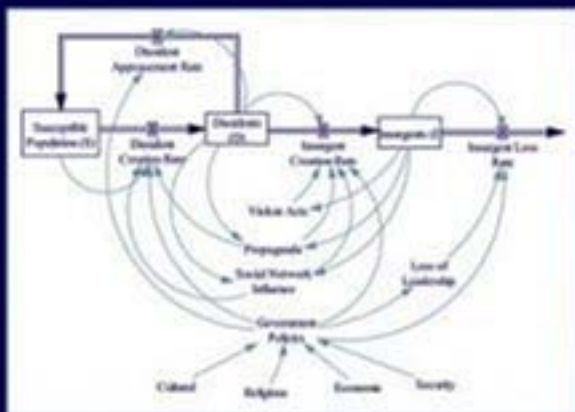 Dissident
Appeasement Rate
Susceptible
Population (S)
Dissident
Creation Rate
Dissidents
(D)
Insurgent
Creation Rate
Insurgents (I)
Insurgent Loss
Rate
Violent Acts
Propaganda
Social Network
Influence
Loss of
Leadership
Government
Policies
Cultural
Religious
Economic
Security